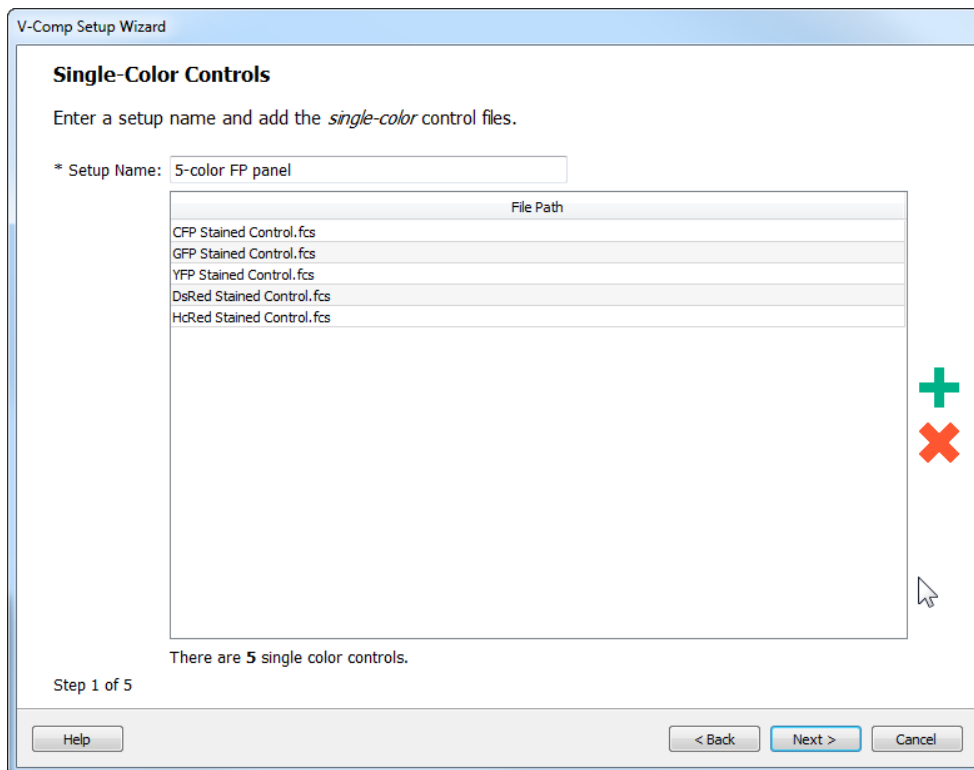 V-Comp Setup Wizard
Single-Color Controls
Enter a setup name and add the single-color control files.
* Setup Name: 5-color FP panel
File Path
CFP Stained Control.fcs
GFP Stained Control.fcs
YFP Stained Control.fcs
DsRed Stained Control.fcs
HcRed Stained Control.fcs
There are 5 single color controls.
Step 1 of 5
Help < Back Next > Cancel